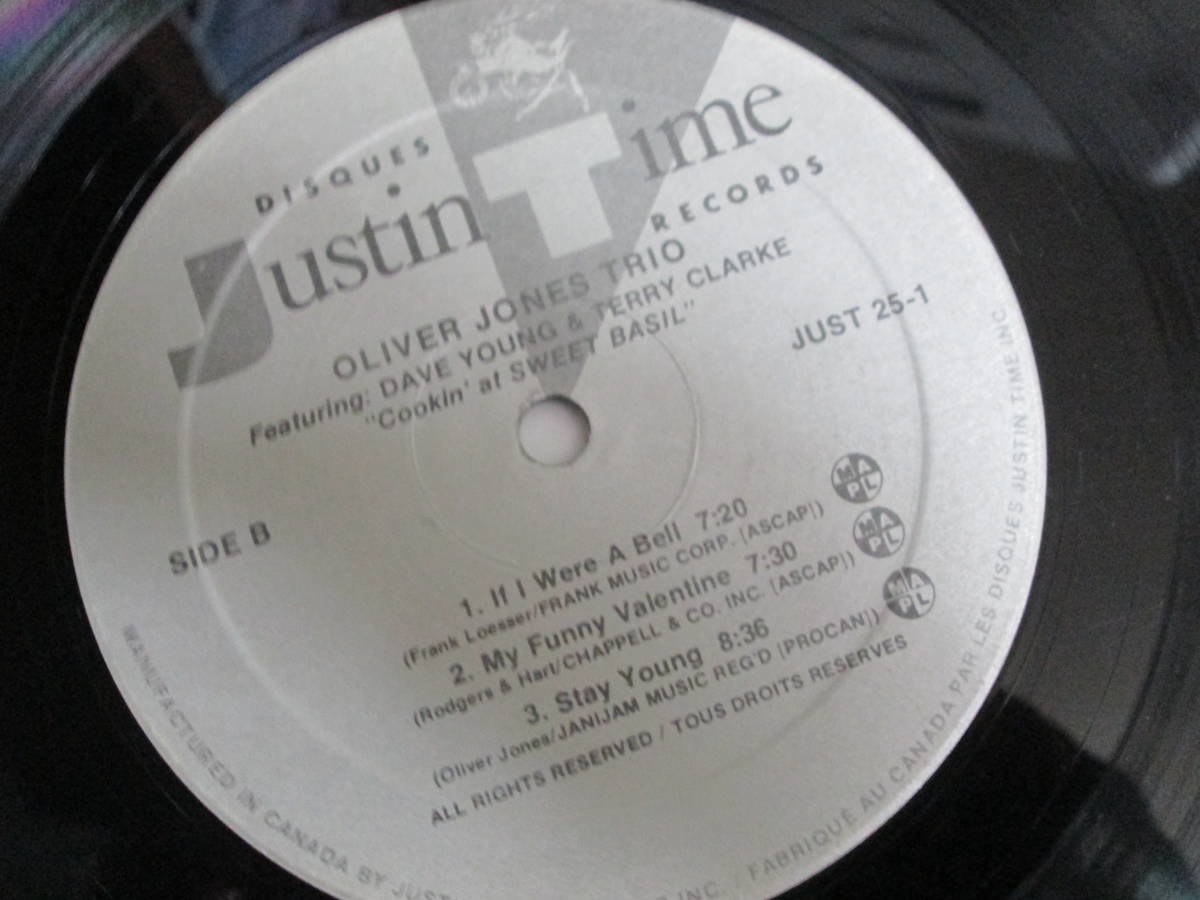 DISQUES
Justin Time
RECORDS
OLIVER JONES TRIO
Featuring: DAVE YOUNG & TERRY CLARKE
"Cookin' at SWEET BASIL"
JUST 25-1
SIDE B
1. If I Were A Bell 7:20
(Frank Loesser/FRANK MUSIC CORP. [ASCAP])
MAPL
2. My Funny Valentine 7:30
(Rodgers & Hart/CHAPPELL & CO. INC. [ASCAP])
MAPL
3. Stay Young 8:36
(Oliver Jones/JANIJAM MUSIC REG'D [PROCAN])
MAPL
ALL RIGHTS RESERVED / TOUS DROITS RESERVES
MANUFACTURED IN CANADA BY JUST INC. / FABRIQUÉ AU CANADA PAR LES DISQUES JUSTIN TIME INC.